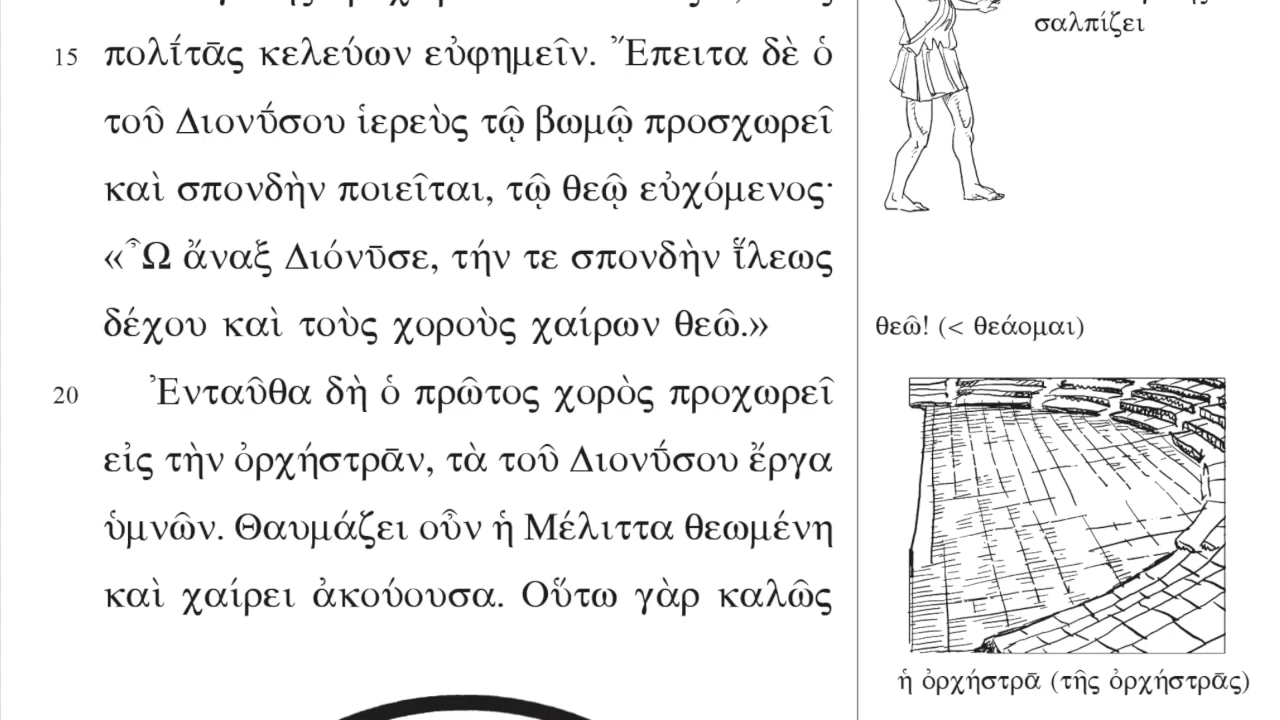 σαλπίζει
15 πολί̄τᾱς κελεύων εὐφημεῖν. Ἔπειτα δὲ ὁ
τοῦ Διονῡ́σου ἱερεὺς τῷ βωμῷ προσχωρεῖ
καὶ σπονδὴν ποιεῖται, τῷ θεῷ εὐχόμενος·
«Ὦ ἄναξ Διόνῡσε, τήν τε σπονδὴν ῑ̔́λεως
δέχου καὶ τοὺς χοροὺς χαίρων θεῶ.»
θεῶ! (< θεάομαι)
20 Ἐνταῦθα δὴ ὁ πρῶτος χορὸς προχωρεῖ
εἰς τὴν ὀρχήστρᾱν, τὰ τοῦ Διονῡ́σου ἔργα
ὑμνῶν. Θαυμάζει οὖν ἡ Μέλιττα θεωμένη
καὶ χαίρει ἀκούουσα. Οὕτω γὰρ καλῶς
ἡ ὀρχήστρᾱ (τῆς ὀρχήστρᾱς)